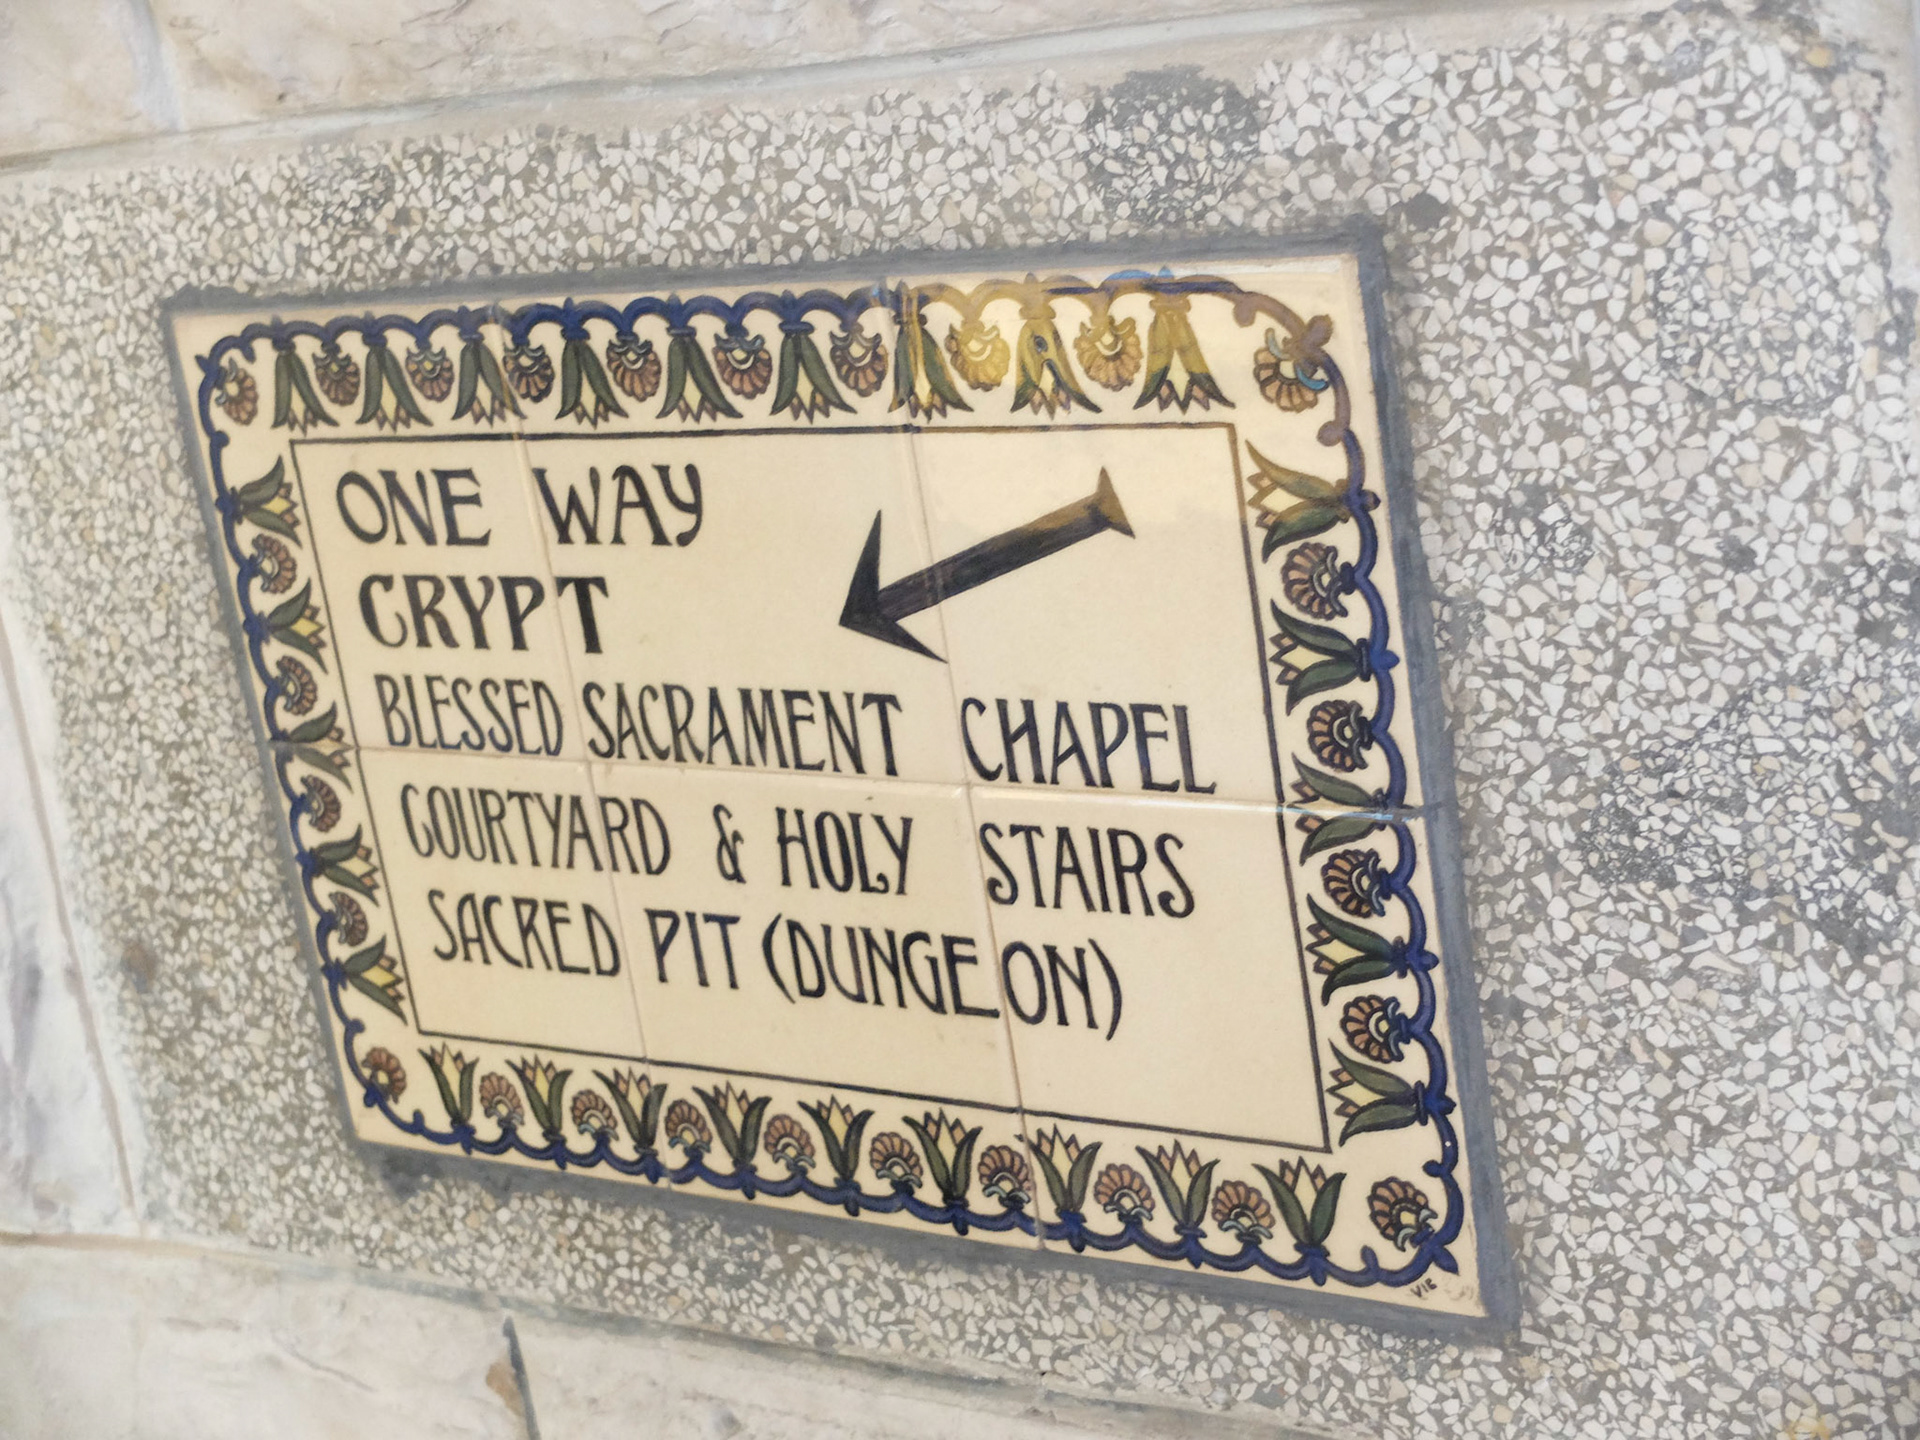 ONE WAY
CRYPT
BLESSED SACRAMENT CHAPEL
COURTYARD & HOLY STAIRS
SACRED PIT (DUNGEON)